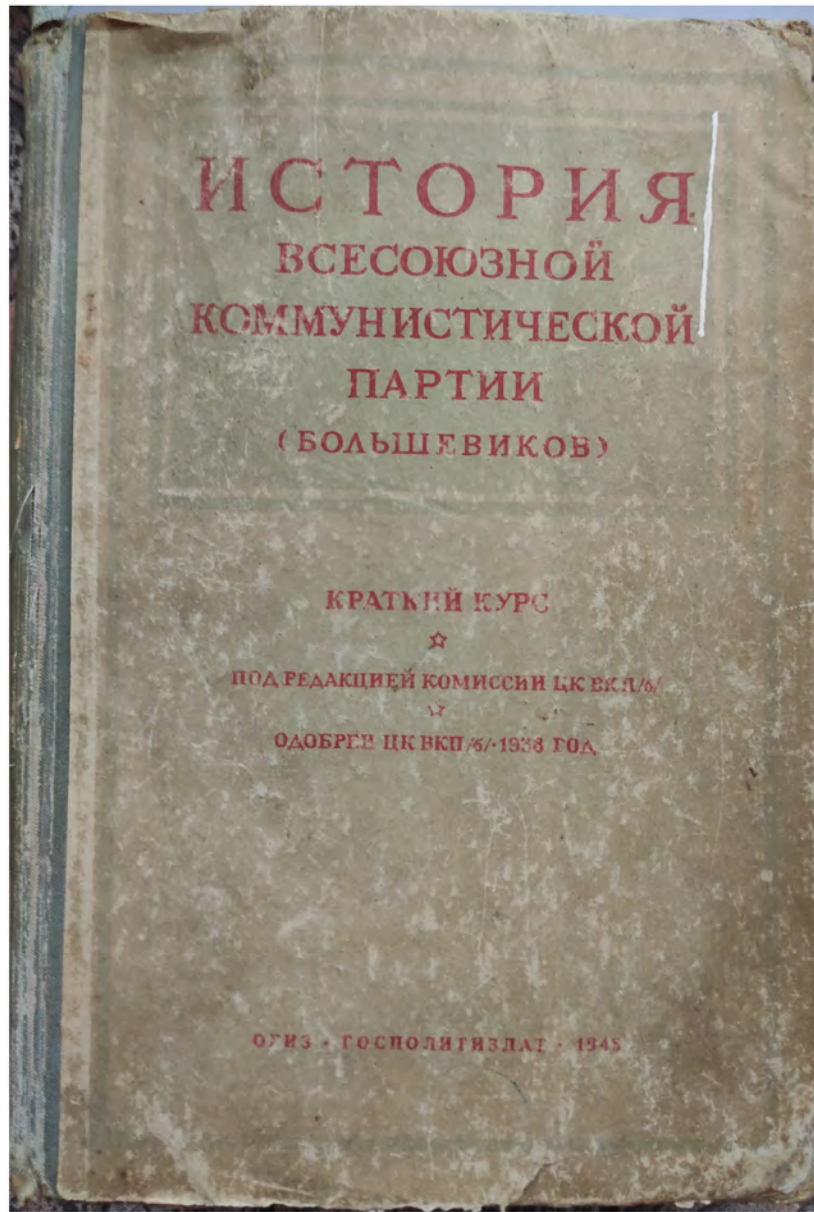 ИСТОРИЯ
ВСЕСОЮЗНОЙ
КОММУНИСТИЧЕСКОЙ
ПАРТИИ
(БОЛЬШЕВИКОВ)
КРАТКИЙ КУРС
ПОД РЕДАКЦИЕЙ КОМИССИИ ЦК ВКП/б/
ОДОБРЕН ЦК ВКП/б/·1938 ГОД
ОГИЗ · ГОСПОЛИТИЗДАТ · 1945